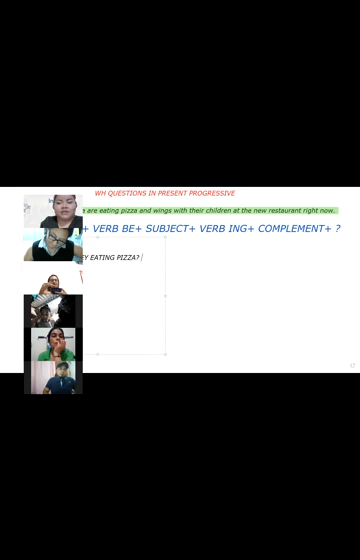 WH QUESTIONS IN PRESENT PROGRESSIVE
are eating pizza and wings with their children at the new restaurant right now.
+ VERB BE+ SUBJECT+ VERB ING+ COMPLEMENT+ ?
EY EATING PIZZA?